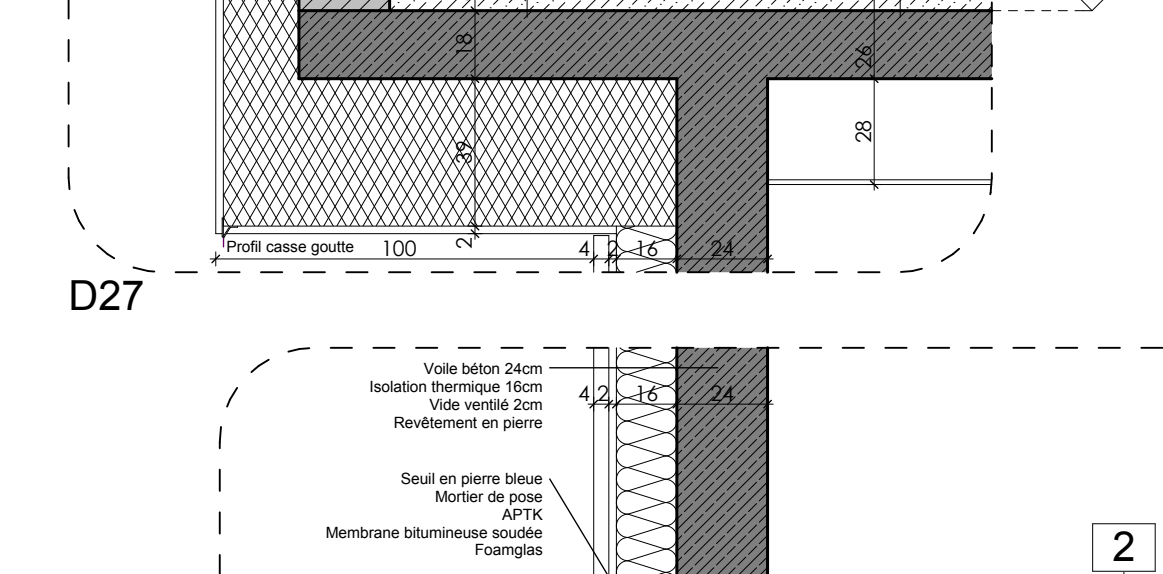 18
26
39
28
2
Profil casse goutte
100
4 2 16 24
D27
Voile béton 24cm
Isolation thermique 16cm
Vide ventilé 2cm
Revêtement en pierre
4 2 16 24
Seuil en pierre bleue
Mortier de pose
APTK
Membrane bitumineuse soudée
Foamglas
2